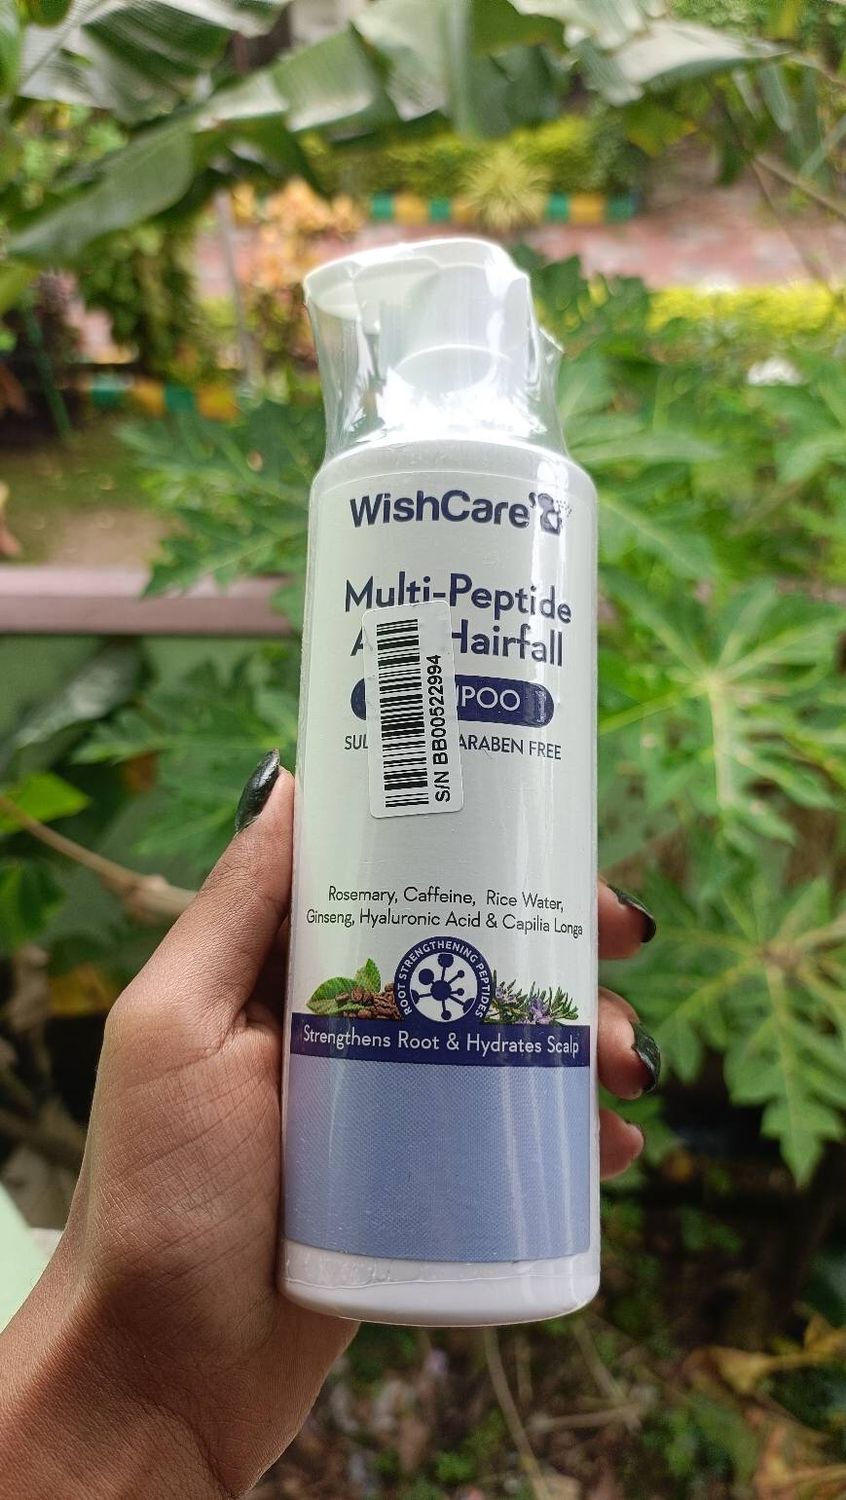 WishCare
Multi-Peptide
A Hairfall
POO
SUL ARABEN FREE
S/N BB00522994
Rosemary, Caffeine, Rice Water,
Ginseng, Hyaluronic Acid & Capilia Longa
ROOT STRENGTHENING PEPTIDES
Strengthens Root & Hydrates Scalp